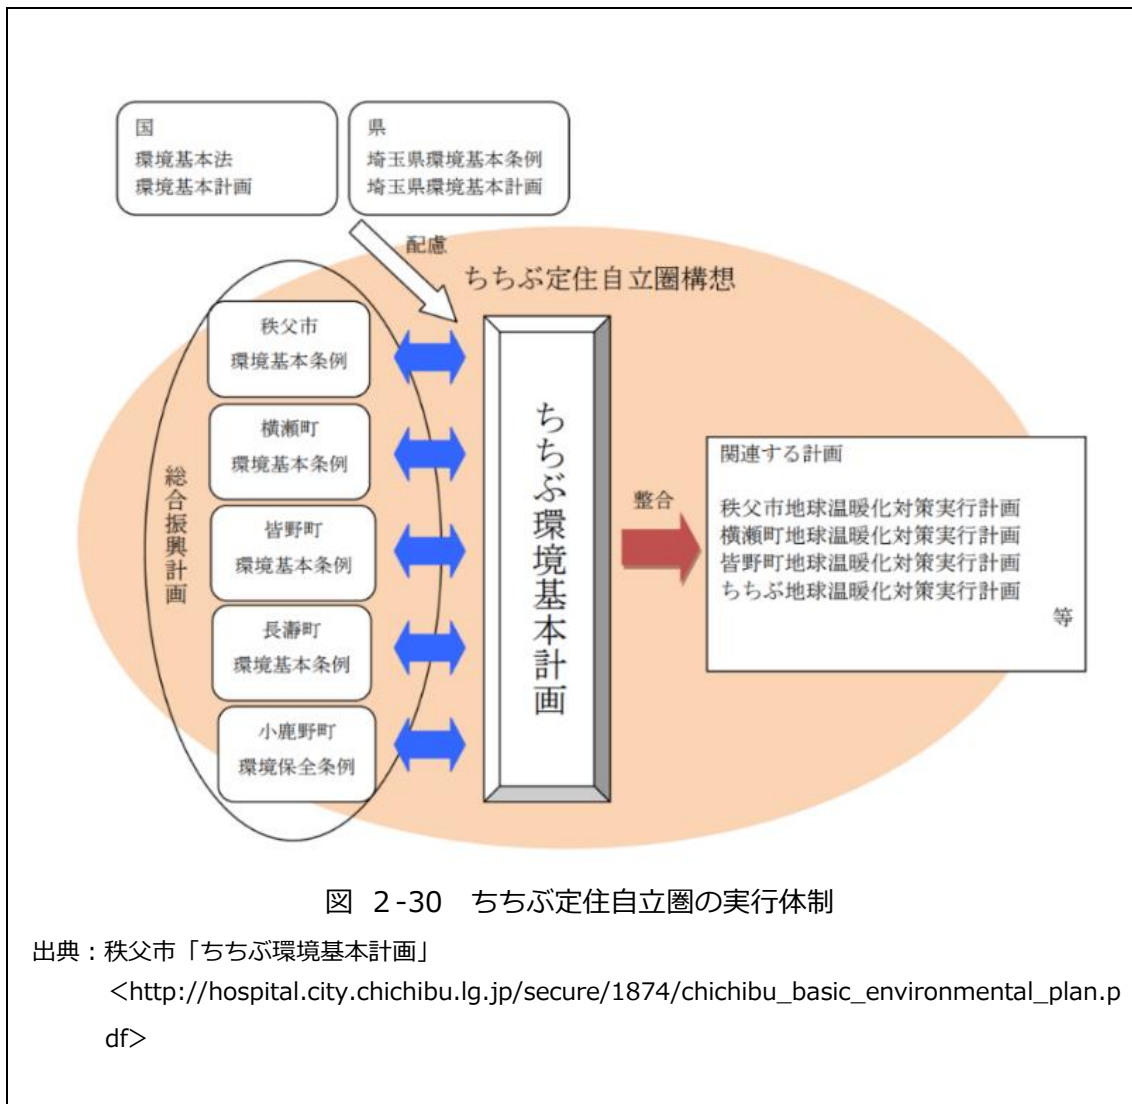 国
環境基本法
環境基本計画
県
埼玉県環境基本条例
埼玉県環境基本計画
配慮
ちちぶ定住自立圏構想
総合振興計画
秩父市
環境基本条例
横瀬町
環境基本条例
皆野町
環境基本条例
長瀞町
環境基本条例
小鹿野町
環境保全条例
ちちぶ環境基本計画
整合
関連する計画
秩父市地球温暖化対策実行計画
横瀬町地球温暖化対策実行計画
皆野町地球温暖化対策実行計画
ちちぶ地球温暖化対策実行計画
等
図 2-30 ちちぶ定住自立圏の実行体制
出典：秩父市「ちちぶ環境基本計画」
＜http://hospital.city.chichibu.lg.jp/secure/1874/chichibu_basic_environmental_plan.p
df＞